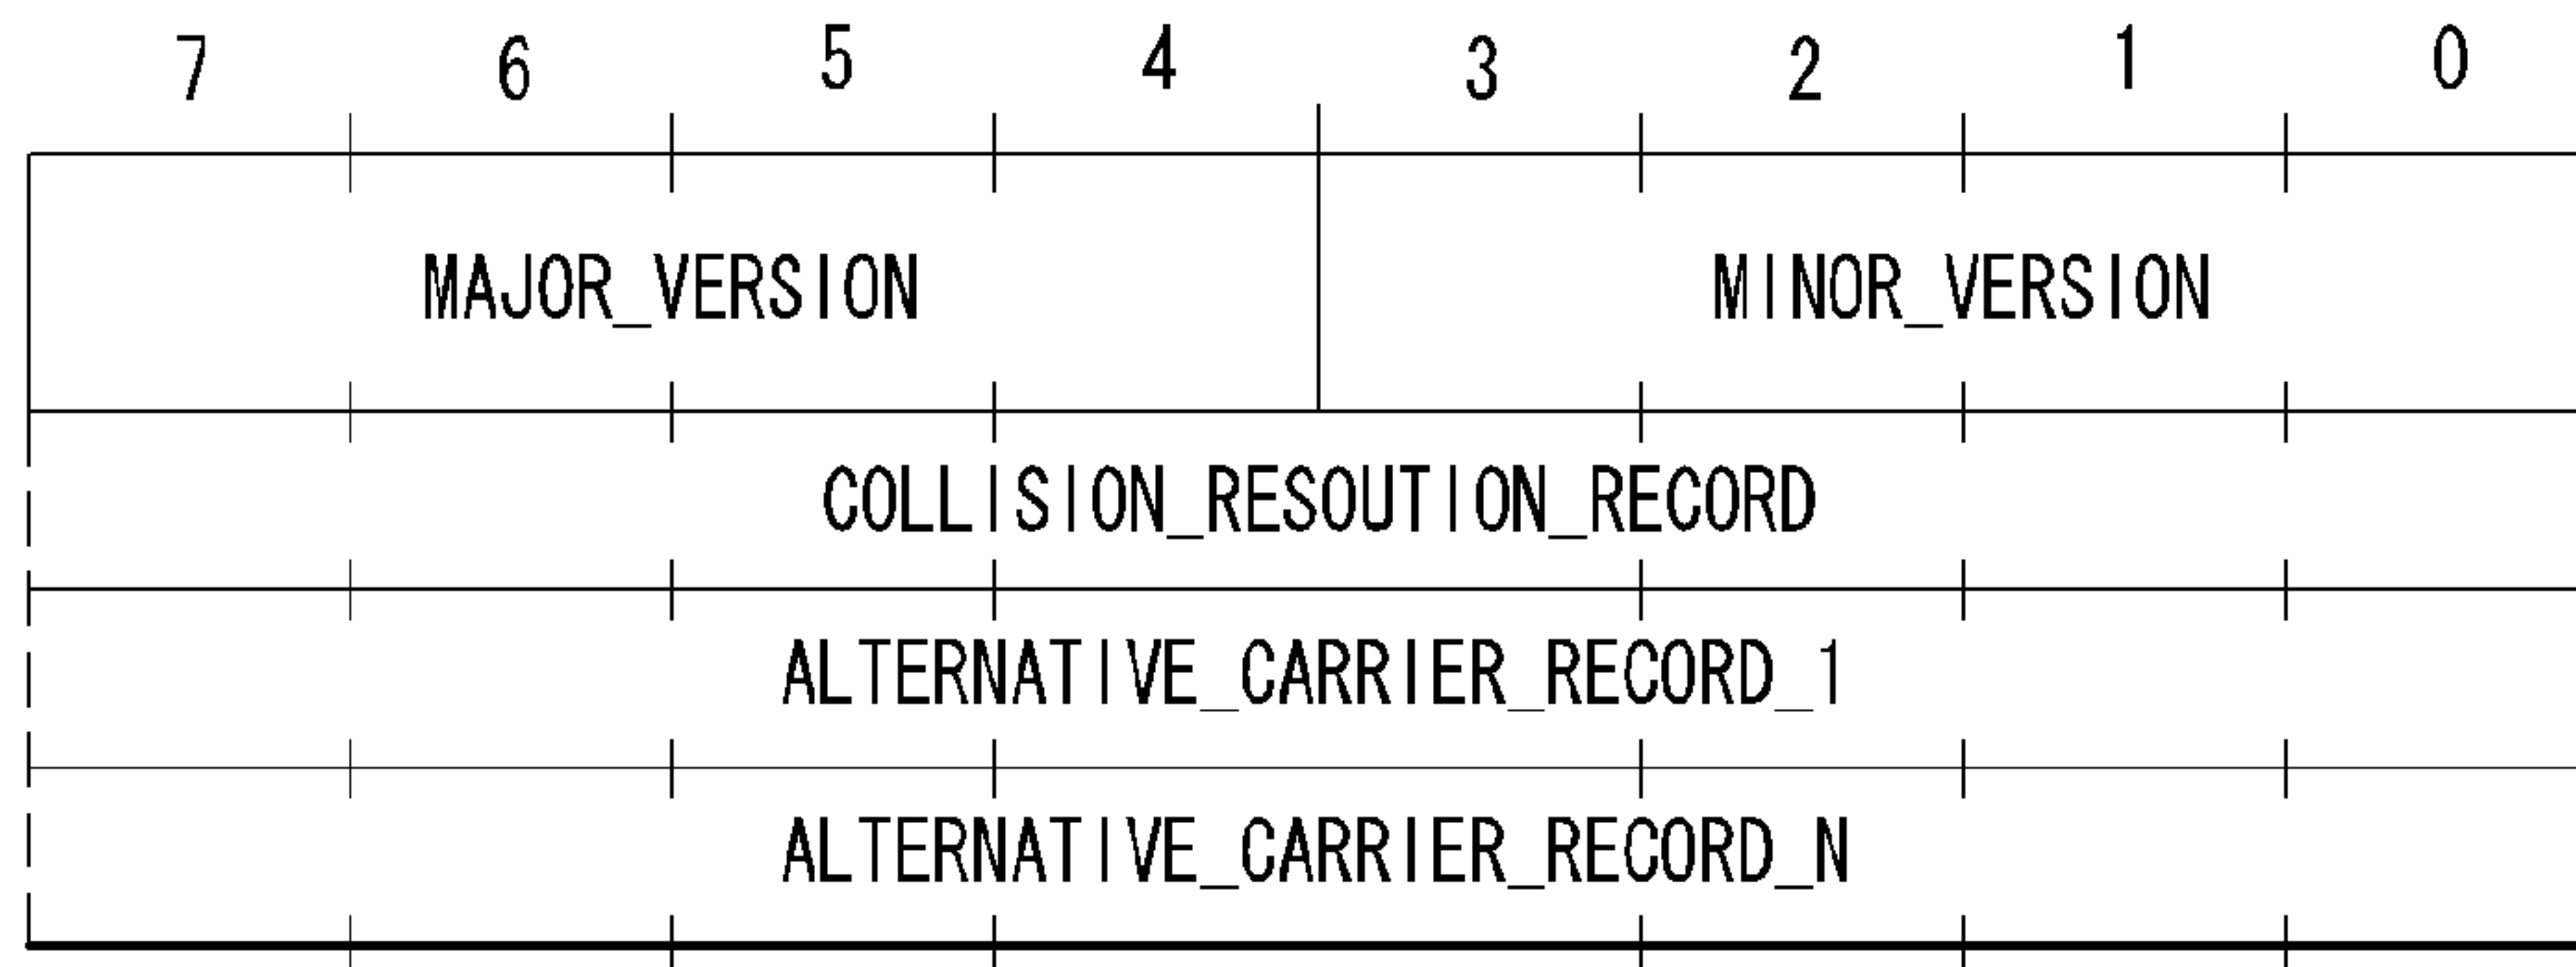 7 6 5 4 3 2 1 0
MAJOR_VERSION MINOR_VERSION
COLLISION_RESOUTION_RECORD
ALTERNATIVE_CARRIER_RECORD_1
ALTERNATIVE_CARRIER_RECORD_N